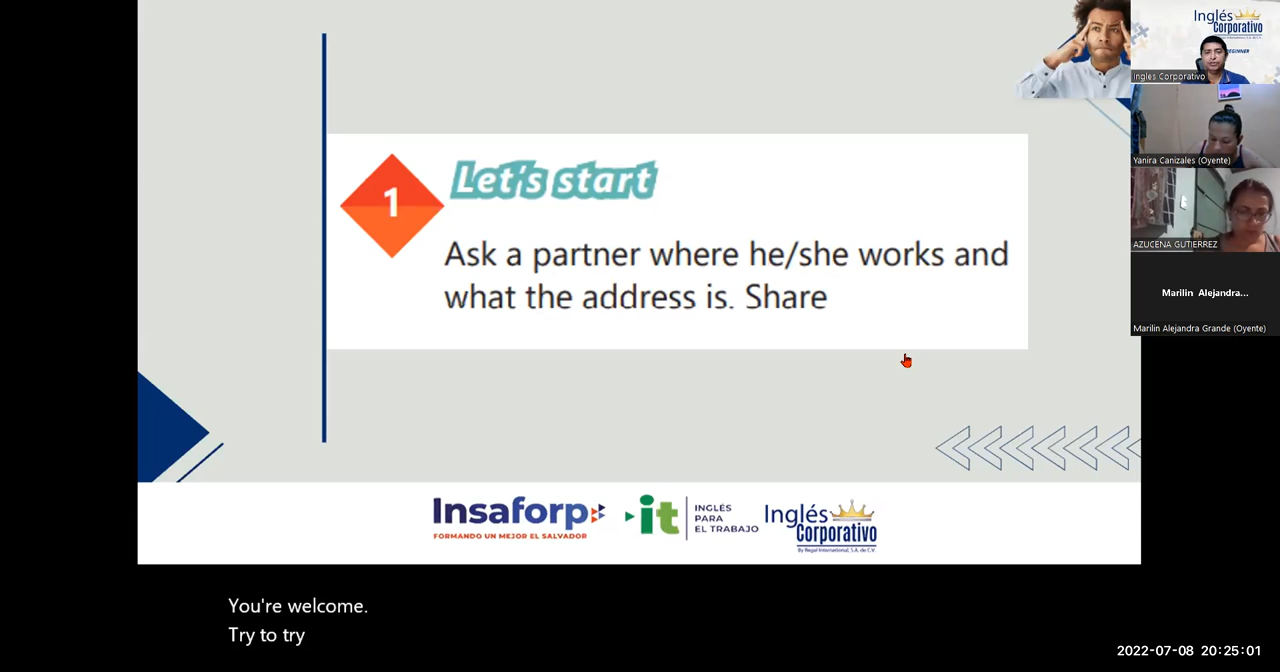 1
Let's start
Ask a partner where he/she works and
what the address is. Share
Insaforp
FORMANDO UN MEJOR EL SALVADOR
it
INGLÉS
PARA
EL TRABAJO
Inglés
Corporativo
By Regal International, S.A. de C.V.
You're welcome.
Try to try
Inglés
Corporativo
BEGINNER
Ingles Corporativo
Yanira Canizales (Oyente)
AZUCENA GUTIERREZ
Marilin Alejandra...
Marilin Alejandra Grande (Oyente)
2022-07-08 20:25:01